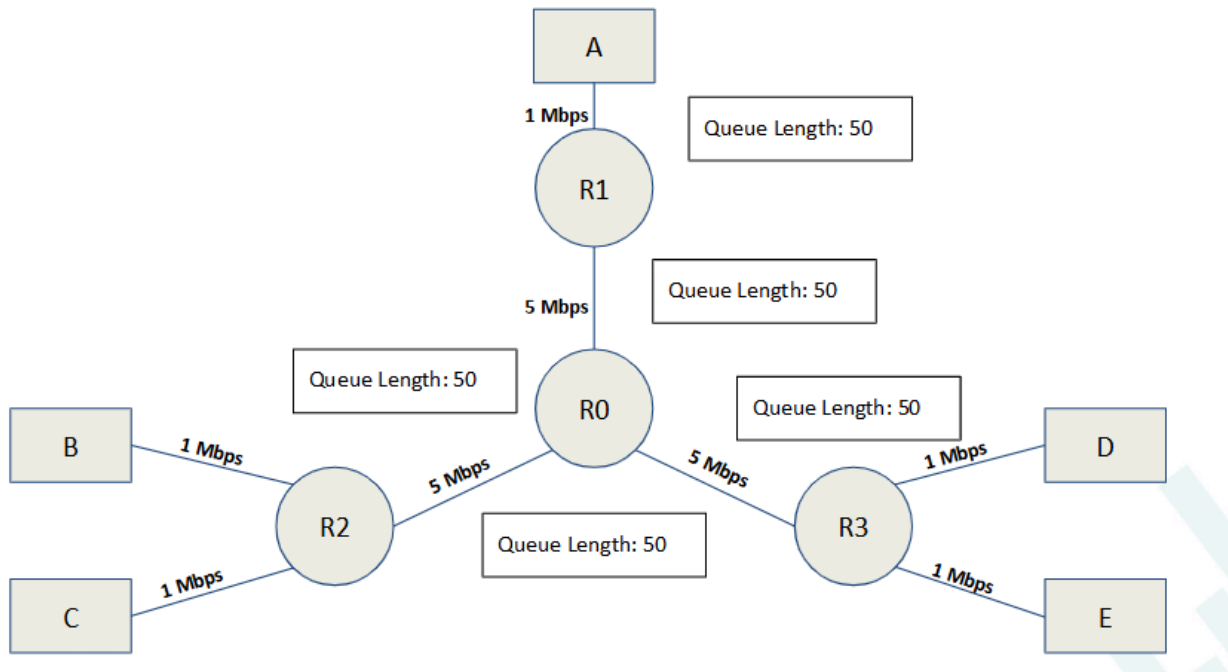 A
1 Mbps
Queue Length: 50
R1
Queue Length: 50
5 Mbps
Queue Length: 50
Queue Length: 50
R0
B
1 Mbps
5 Mbps
5 Mbps
1 Mbps
D
R2
Queue Length: 50
R3
C
1 Mbps
1 Mbps
E